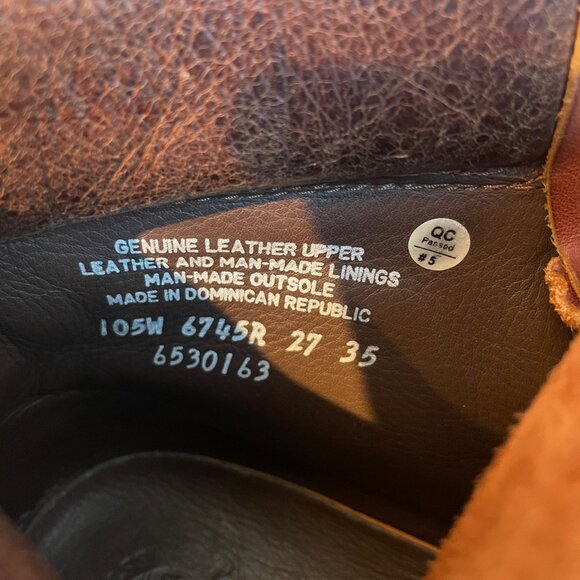 GENUINE LEATHER UPPER
LEATHER AND MAN-MADE LININGS
MAN-MADE OUTSOLE
MADE IN DOMINICAN REPUBLIC
105W 6745R 27 35
6530163
QC
Passed
#5